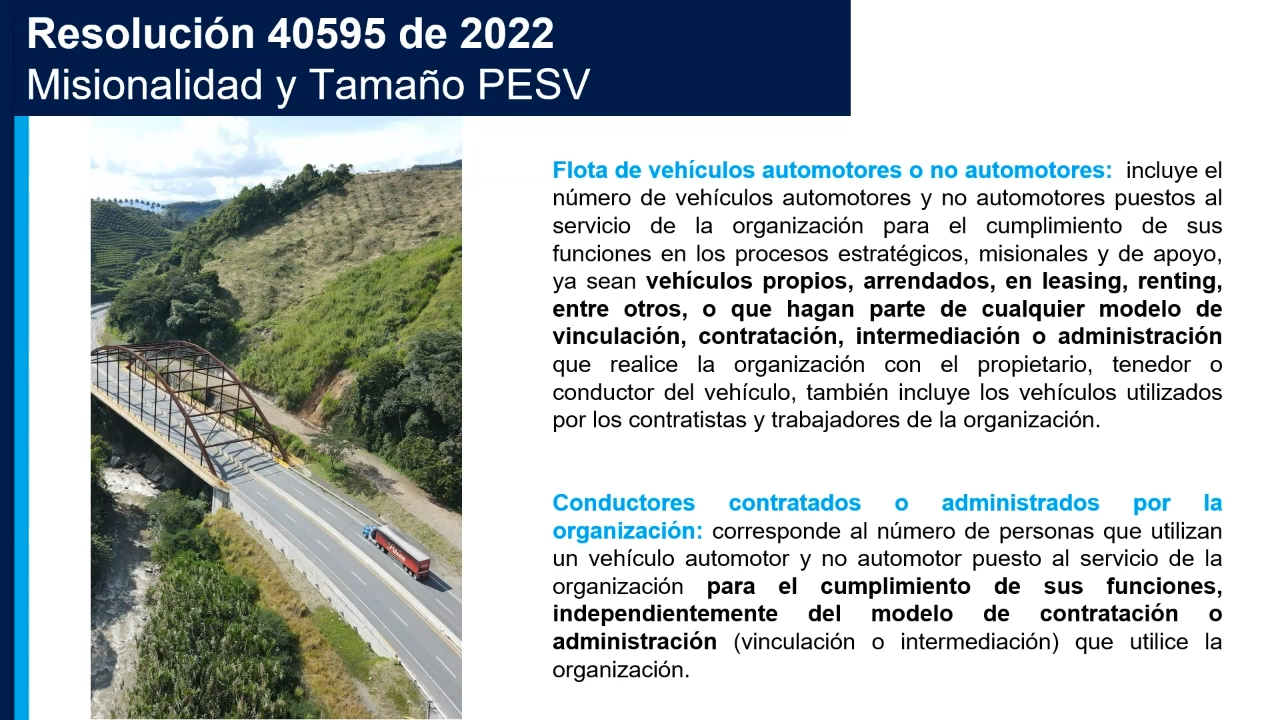 Resolución 40595 de 2022
Misionalidad y Tamaño PESV
Flota de vehículos automotores o no automotores: incluye el
número de vehículos automotores y no automotores puestos al
servicio de la organización para el cumplimiento de sus
funciones en los procesos estratégicos, misionales y de apoyo,
ya sean vehículos propios, arrendados, en leasing, renting,
entre otros, o que hagan parte de cualquier modelo de
vinculación, contratación, intermediación o administración
que realice la organización con el propietario, tenedor o
conductor del vehículo, también incluye los vehículos utilizados
por los contratistas y trabajadores de la organización.
Conductores contratados o administrados por la
organización: corresponde al número de personas que utilizan
un vehículo automotor y no automotor puesto al servicio de la
organización para el cumplimiento de sus funciones,
independientemente del modelo de contratación o
administración (vinculación o intermediación) que utilice la
organización.